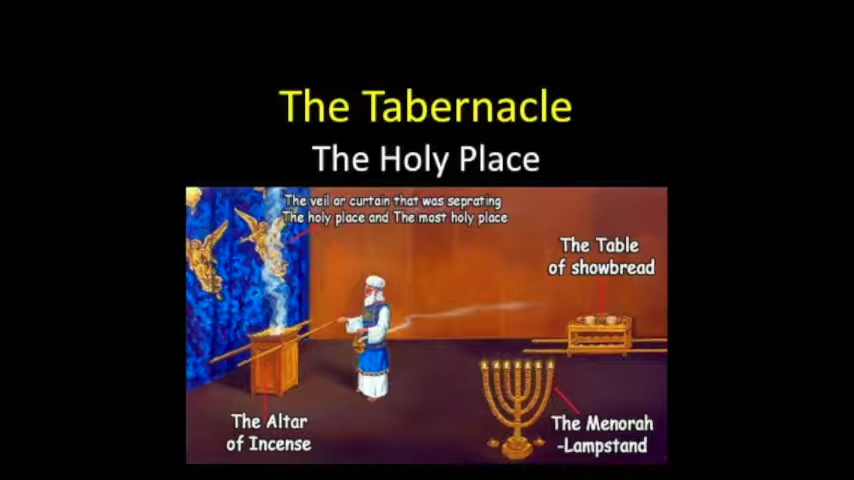 The Tabernacle
The Holy Place
The veil or curtain that was seprating
The holy place and The most holy place
The Table
of showbread
The Altar
of Incense
The Menorah
-Lampstand